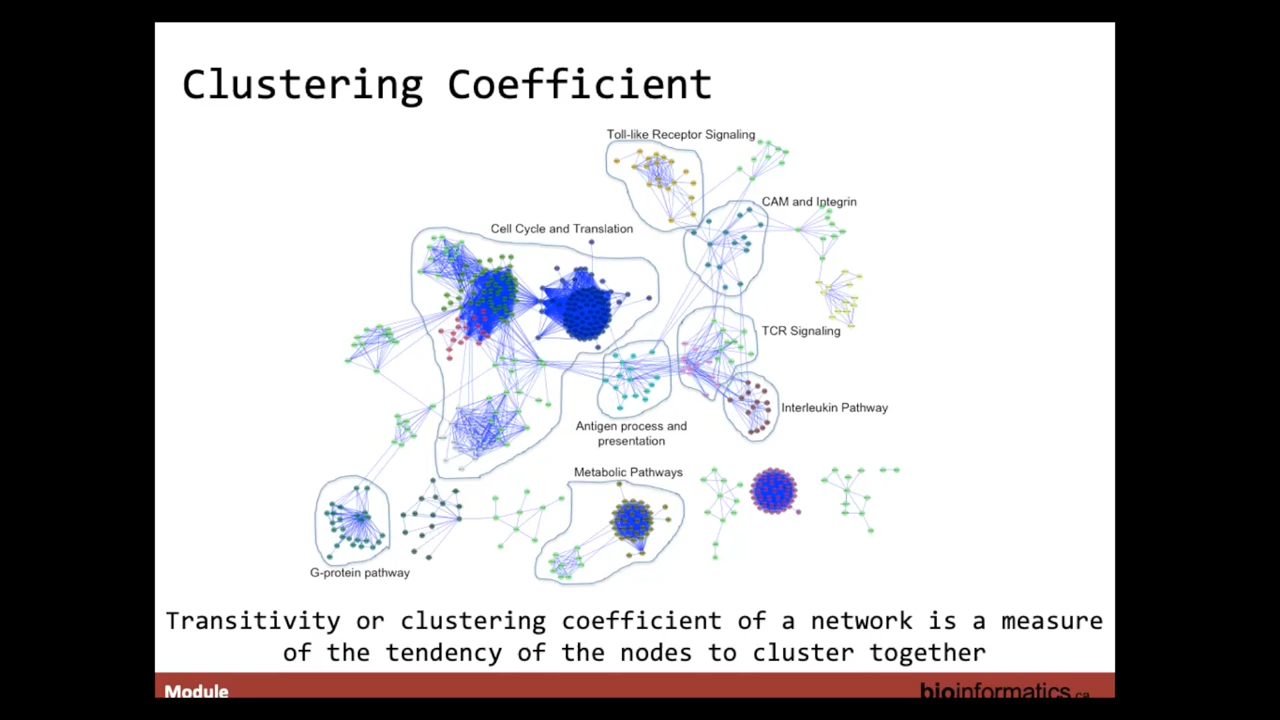 Clustering Coefficient
Toll-like Receptor Signaling
CAM and Integrin
Cell Cycle and Translation
TCR Signaling
Interleukin Pathway
Antigen process and
presentation
Metabolic Pathways
G-protein pathway
Transitivity or clustering coefficient of a network is a measure
of the tendency of the nodes to cluster together
Module
bioinformatics.ca